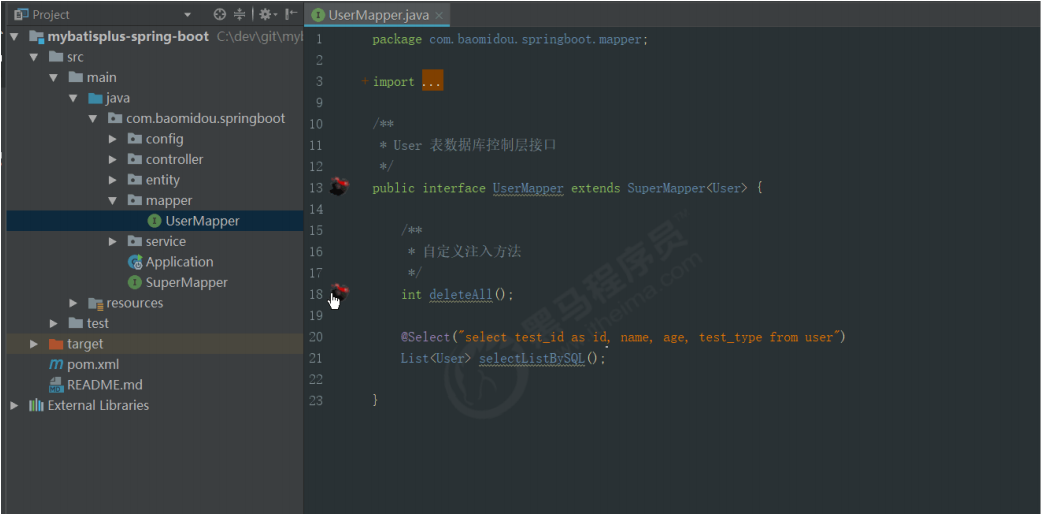 Project
mybatisplus-spring-boot C:\dev\git\myb
src
main
java
com.baomidou.springboot
config
controller
entity
mapper
UserMapper
service
Application
SuperMapper
resources
test
target
pom.xml
README.md
External Libraries
UserMapper.java
1 package com.baomidou.springboot.mapper;
2
3 import ...
9
10 /**
11 * User 表数据库控制层接口
12 */
13 public interface UserMapper extends SuperMapper<User> {
14
15 /**
16 * 自定义注入方法
17 */
18 int deleteAll();
19
20 @Select("select test_id as id, name, age, test_type from user")
21 List<User> selectListBySQL();
22
23 }
黑马程序员